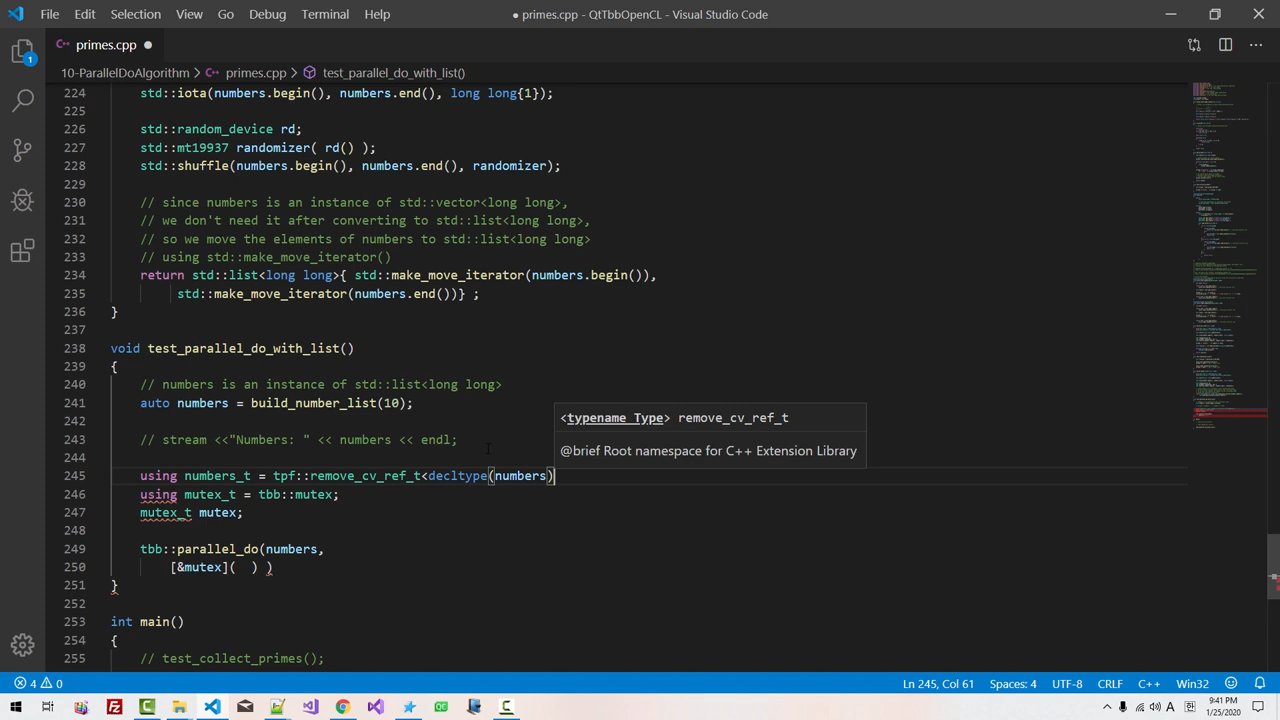 File Edit Selection View Go Debug Terminal Help
● primes.cpp - QtTbbOpenCL - Visual Studio Code
primes.cpp ●
10-ParallelDoAlgorithm > primes.cpp > test_parallel_do_with_list()
224 std::iota(numbers.begin(), numbers.end(), long long{1});
225
226 std::random_device rd;
227 std::mt19937 randomizer( rd() );
228 std::shuffle(numbers.begin(), numbers.end(), randomizer);
229
230 // since numbers is an instance of std::vector<long long>,
231 // we don't need it after converting to std::list<long long>
232 // so we move the elements of numbers to std::list<long long>
233 // using std::make_move_iterator()
234 return std::list<long long>{ std::make_move_iterator(numbers.begin()),
235 std::make_move_iterator(numbers.end())};
236 }
237
238 void test_parallel_do_with_list()
239 {
240 // numbers is an instance of std::list<long long>
241 auto numbers = build_number_list(10);
242
<typename Type> remove_cv_ref_t
243 // stream <<"Numbers: " << numbers << endl;
@brief Root namespace for C++ Extension Library
244
245 using numbers_t = tpf::remove_cv_ref_t<decltype(numbers)
246 using mutex_t = tbb::mutex;
247 mutex_t mutex;
248
249 tbb::parallel_do(numbers,
250 [&mutex]( ) )
251 }
252
253 int main()
254 {
255 // test_collect_primes();
4 0 Ln 245, Col 61 Spaces: 4 UTF-8 CRLF C++ Win32
9:41 PM
1/25/2020